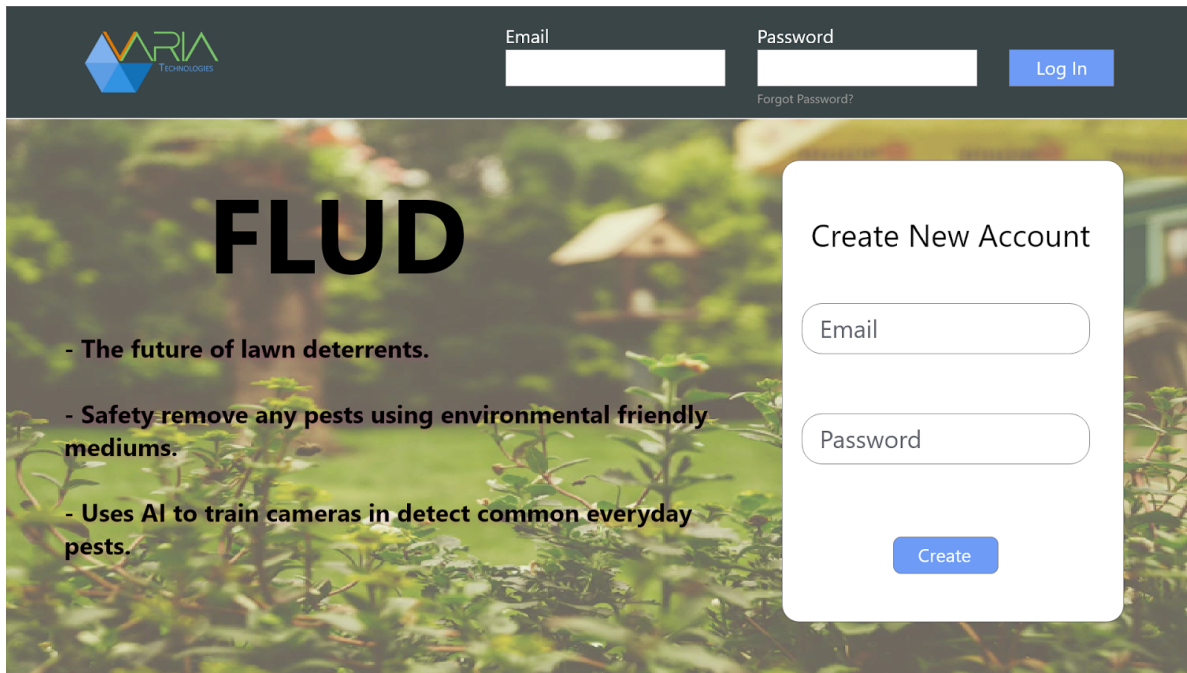 VARIA
TECHNOLOGIES
Email
Password
Log In
Forgot Password?
FLUD
- The future of lawn deterrents.
- Safety remove any pests using environmental friendly
mediums.
- Uses AI to train cameras in detect common everyday
pests.
Create New Account
Email
Password
Create